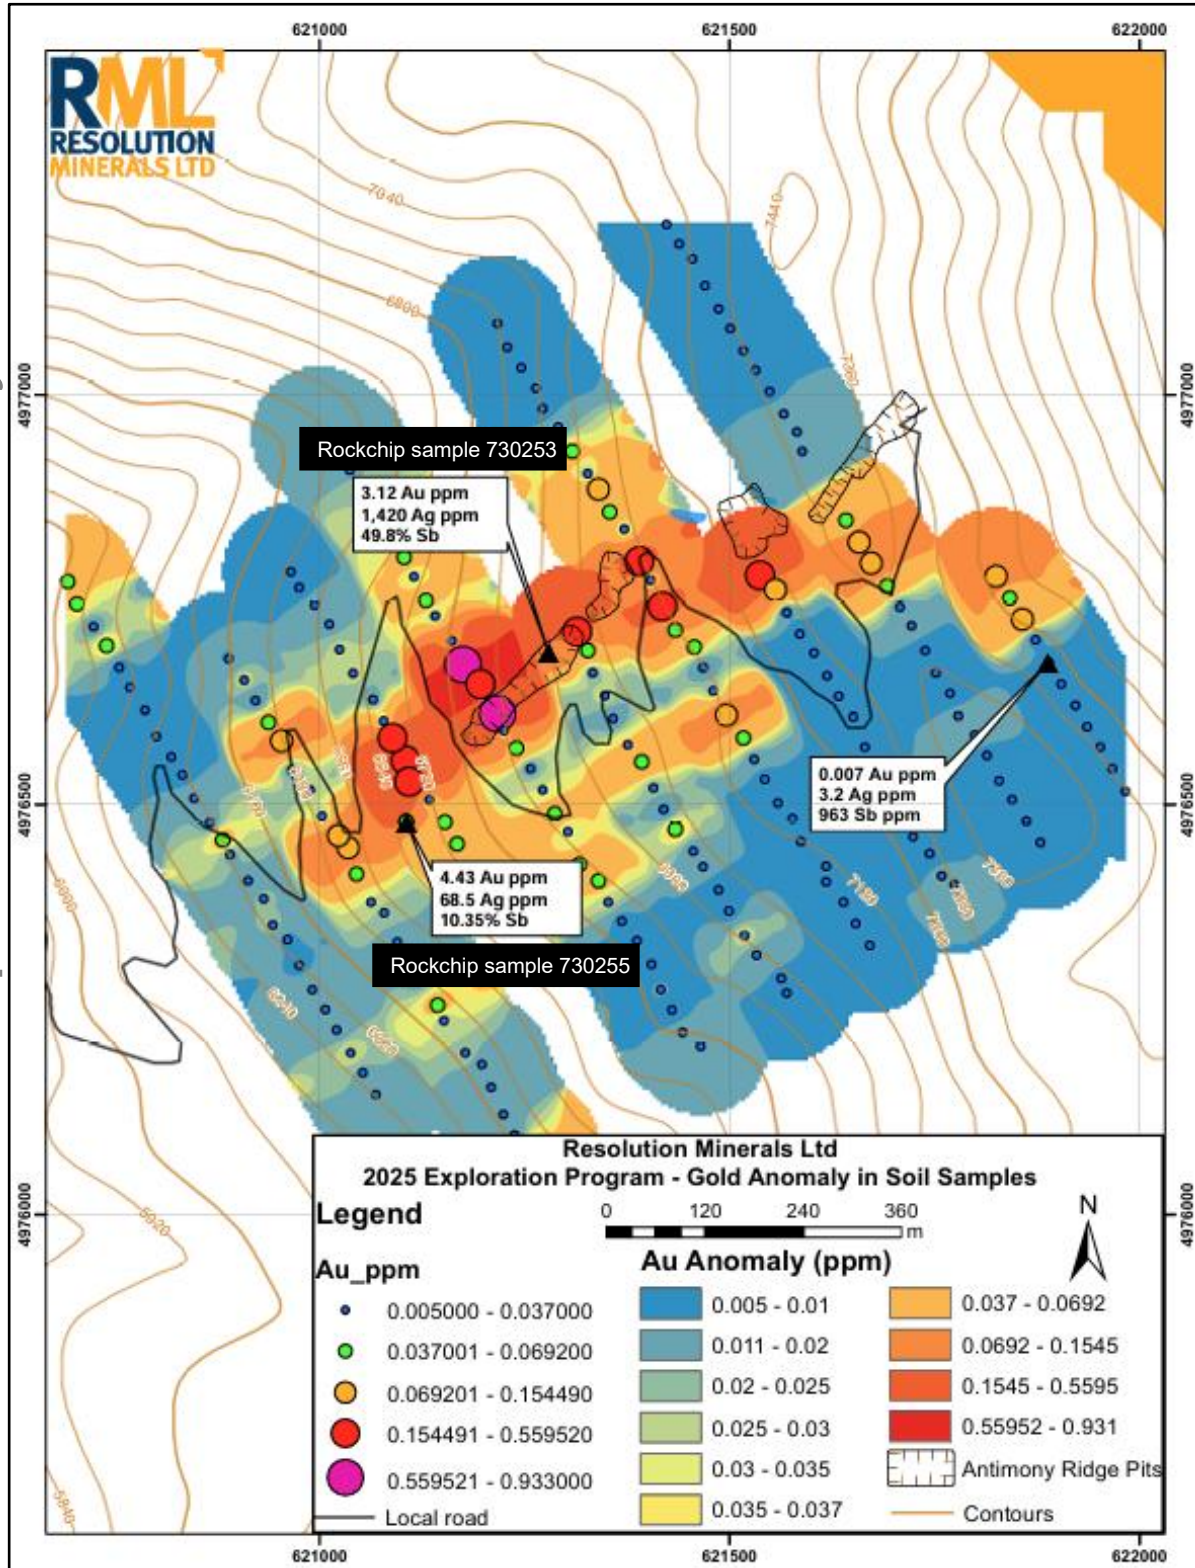 621000
621500
622000
RML
RESOLUTION
MINERALS LTD
7040
7440
6800
7360
4977000
4977000
Rockchip sample 730253
3.12 Au ppm
1,420 Ag ppm
49.8% Sb
4976500
4976500
0.007 Au ppm
3.2 Ag ppm
963 Sb ppm
4.43 Au ppm
68.5 Ag ppm
10.35% Sb
Rockchip sample 730255
Resolution Minerals Ltd
2025 Exploration Program - Gold Anomaly in Soil Samples
Legend
0 120 240 360
m
N
4976000
4976000
5920
5840
Au_ppm
0.005000 - 0.037000
0.037001 - 0.069200
0.069201 - 0.154490
0.154491 - 0.559520
0.559521 - 0.933000
Local road
Au Anomaly (ppm)
0.005 - 0.01
0.011 - 0.02
0.02 - 0.025
0.025 - 0.03
0.03 - 0.035
0.035 - 0.037
0.037 - 0.0692
0.0692 - 0.1545
0.1545 - 0.5595
0.55952 - 0.931
Antimony Ridge Pits
Contours
621000
621500
622000